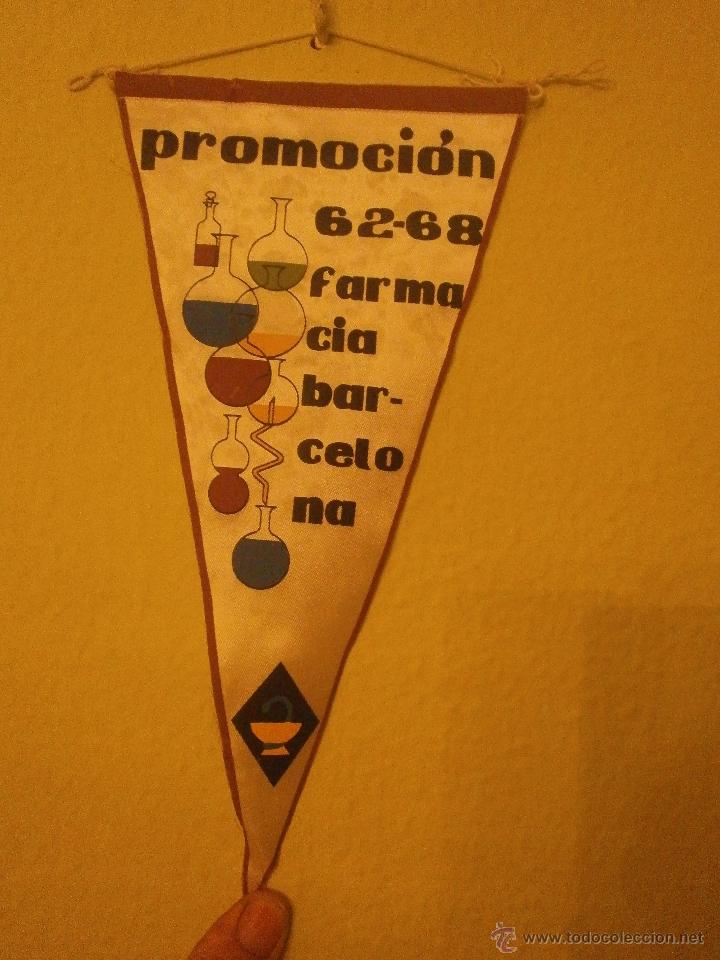 promoción
62-68
farma
cia
bar-
celo
na
www.todocoleccion.net